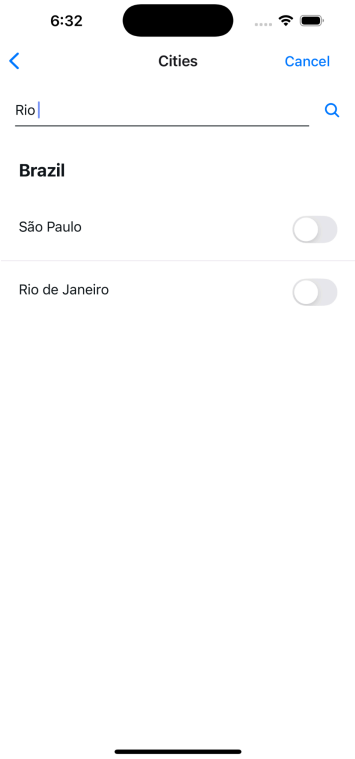 6:32
Cities
Cancel
Rio
Brazil
São Paulo
Rio de Janeiro